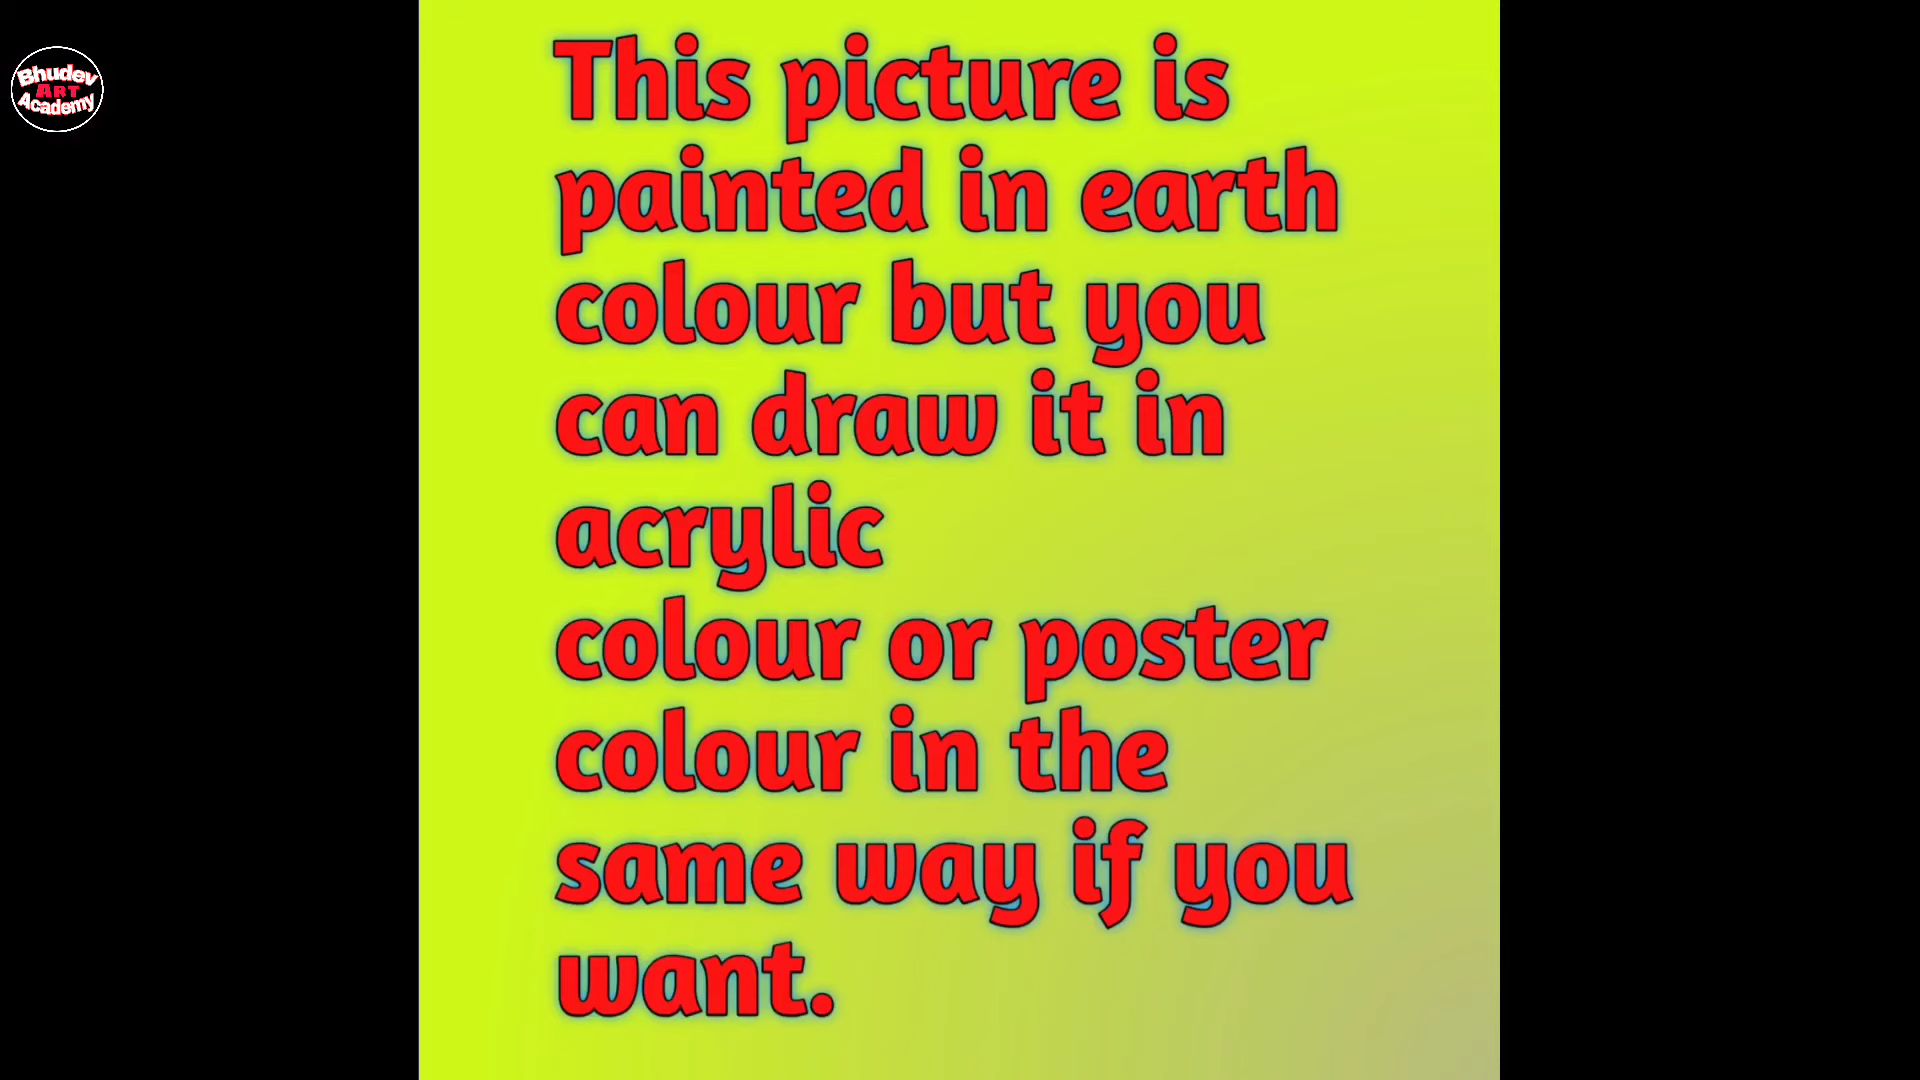 Bhudev
ART
Academy
This picture is
painted in earth
colour but you
can draw it in
acrylic
colour or poster
colour in the
same way if you
want.